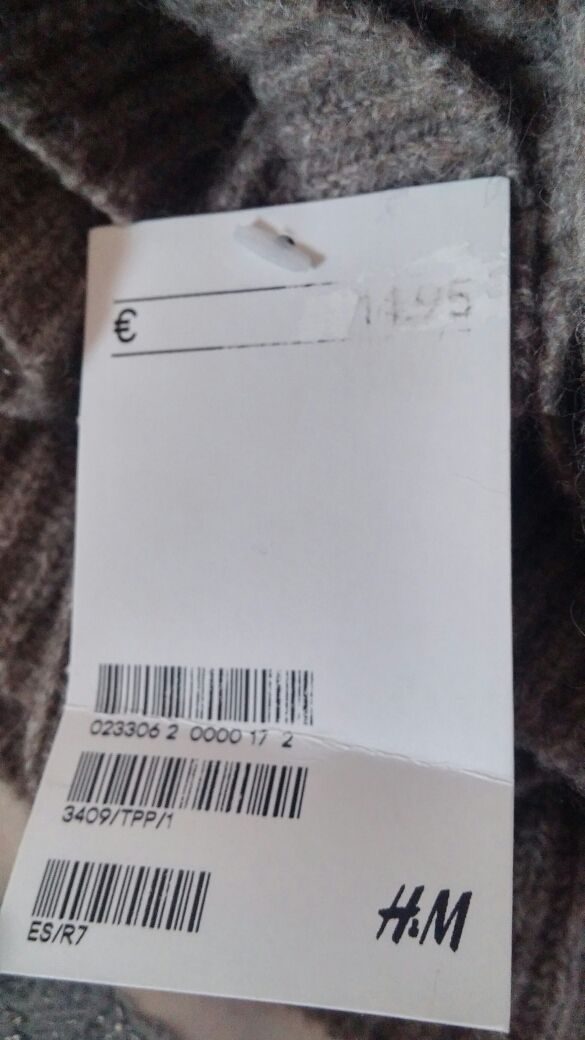 € 14.95
023306 2 0000 17 2
3409/TPP/1
ES/R7
H&M